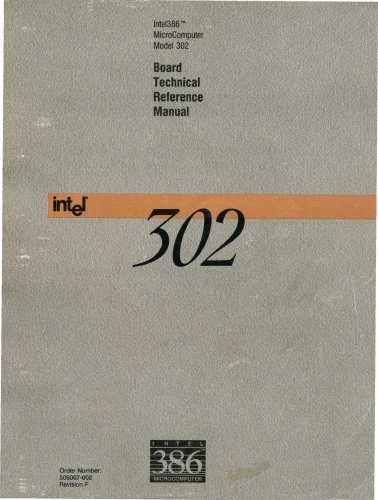 Intel386™
MicroComputer
Model 302
Board
Technical
Reference
Manual
intel
302
INTEL
386
MICROCOMPUTER
Order Number:
505067-002
Revision F